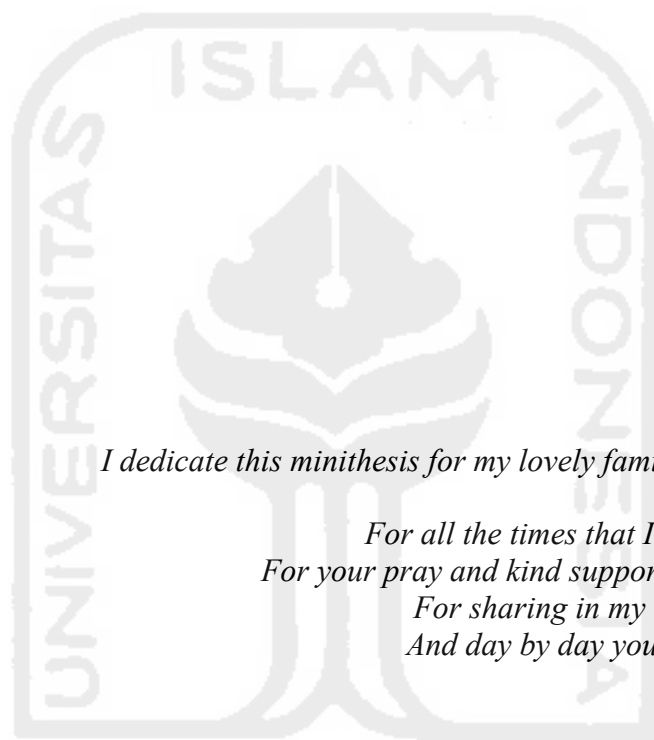 UNIVERSITAS
ISLAM
INDONESIA
I dedicate this minithesis for my lovely fami
For all the times that I
For your pray and kind suppor
For sharing in my
And day by day you